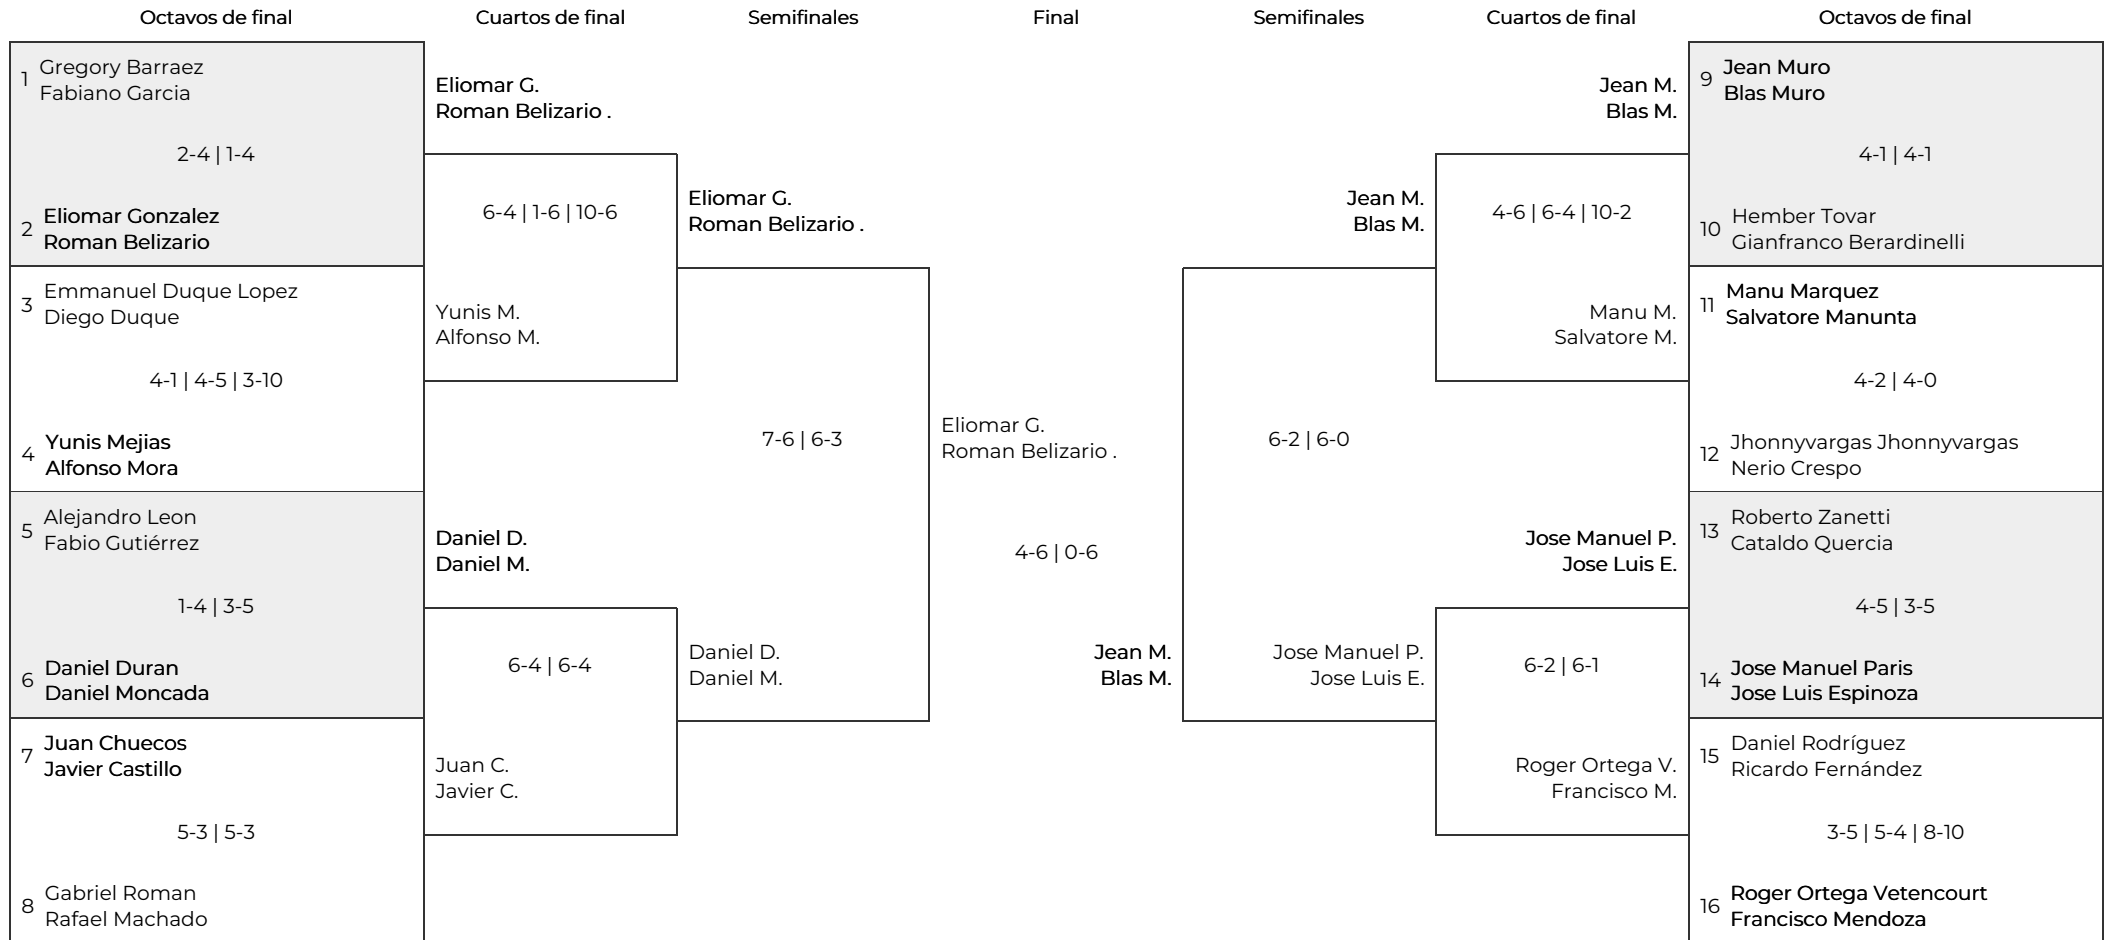 Octavos de final
Cuartos de final
Semifinales
Final
Semifinales
Cuartos de final
Octavos de final
1
Gregory Barraez
Fabiano Garcia
2-4 | 1-4
2
Eliomar Gonzalez
Roman Belizario
3
Emmanuel Duque Lopez
Diego Duque
4-1 | 4-5 | 3-10
4
Yunis Mejias
Alfonso Mora
5
Alejandro Leon
Fabio Gutiérrez
1-4 | 3-5
6
Daniel Duran
Daniel Moncada
7
Juan Chuecos
Javier Castillo
5-3 | 5-3
8
Gabriel Roman
Rafael Machado
Eliomar G.
Roman Belizario .
6-4 | 1-6 | 10-6
Yunis M.
Alfonso M.
Daniel D.
Daniel M.
6-4 | 6-4
Juan C.
Javier C.
Eliomar G.
Roman Belizario .
7-6 | 6-3
Daniel D.
Daniel M.
Eliomar G.
Roman Belizario .
4-6 | 0-6
Jean M.
Blas M.
Jean M.
Blas M.
6-2 | 6-0
Jose Manuel P.
Jose Luis E.
Jean M.
Blas M.
4-6 | 6-4 | 10-2
Manu M.
Salvatore M.
Jose Manuel P.
Jose Luis E.
6-2 | 6-1
Roger Ortega V.
Francisco M.
9
Jean Muro
Blas Muro
4-1 | 4-1
10
Hember Tovar
Gianfranco Berardinelli
11
Manu Marquez
Salvatore Manunta
4-2 | 4-0
12
Jhonnyvargas Jhonnyvargas
Nerio Crespo
13
Roberto Zanetti
Cataldo Quercia
4-5 | 3-5
14
Jose Manuel Paris
Jose Luis Espinoza
15
Daniel Rodríguez
Ricardo Fernández
3-5 | 5-4 | 8-10
16
Roger Ortega Vetencourt
Francisco Mendoza